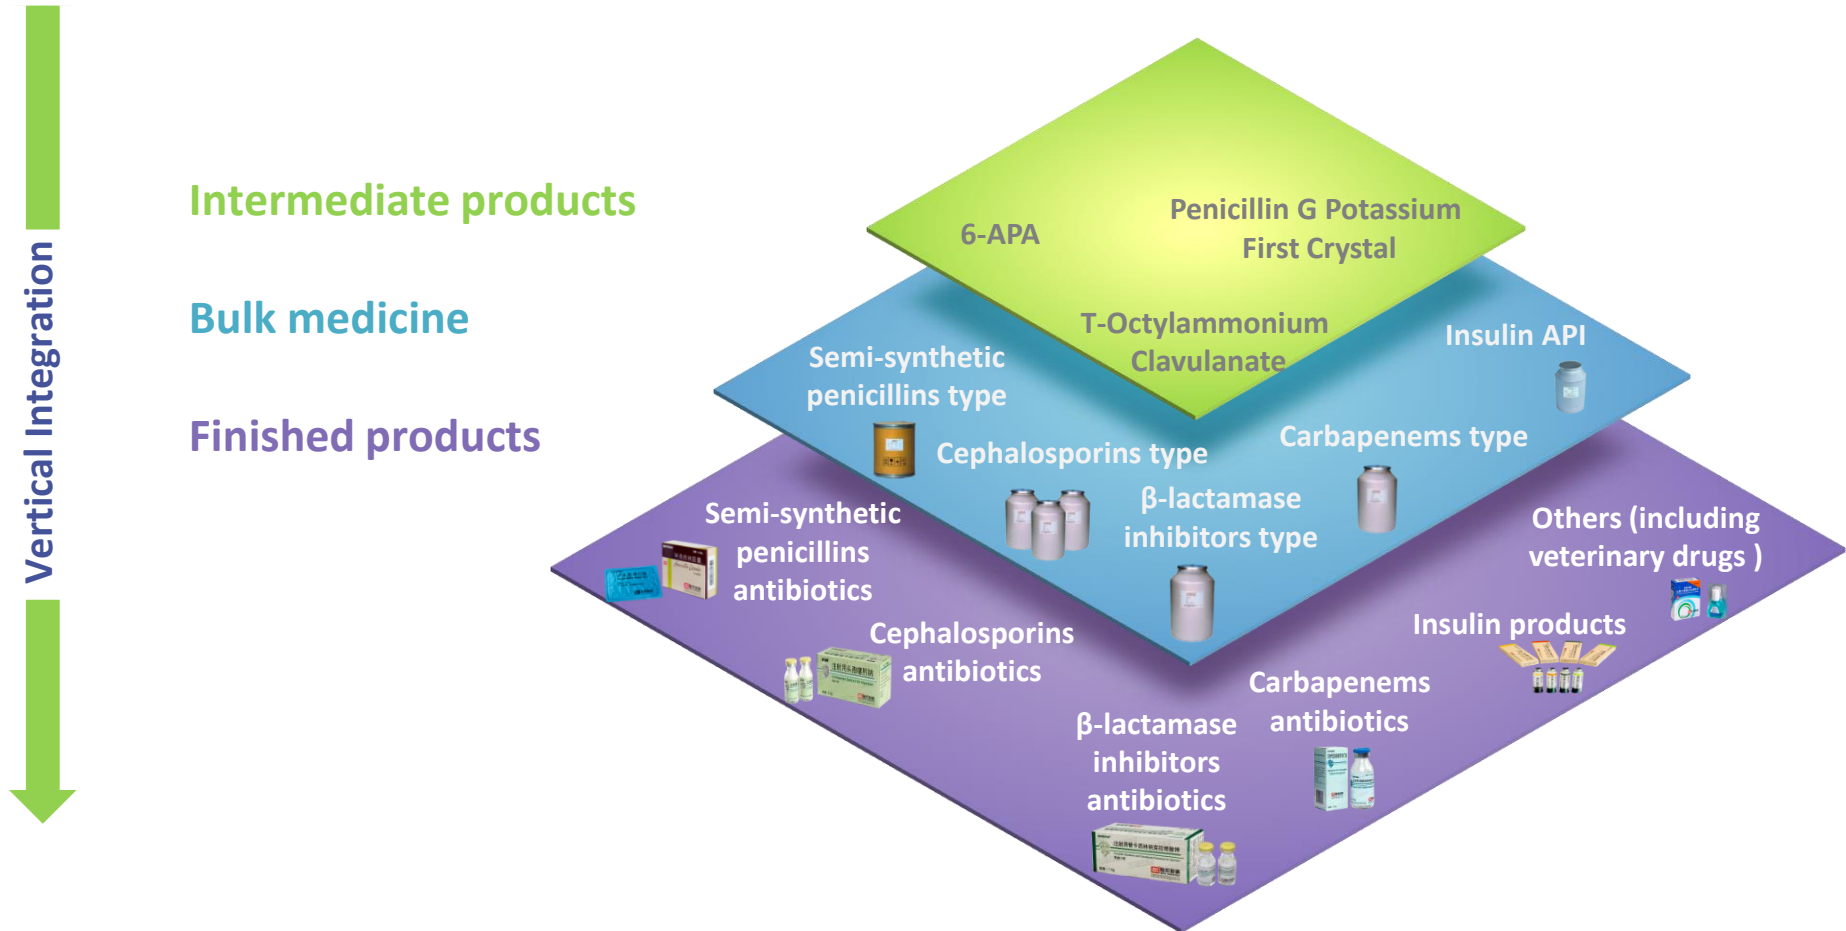 Vertical Integration
Intermediate products
Bulk medicine
Finished products
6-APA
Penicillin G Potassium
First Crystal
T-Octylammonium
Clavulanate
Semi-synthetic
penicillins type
Cephalosporins type
β-lactamase
inhibitors type
Carbapenems type
Insulin API
Semi-synthetic
penicillins
antibiotics
Cephalosporins
antibiotics
β-lactamase
inhibitors
antibiotics
Carbapenems
antibiotics
Insulin products
Others (including
veterinary drugs )